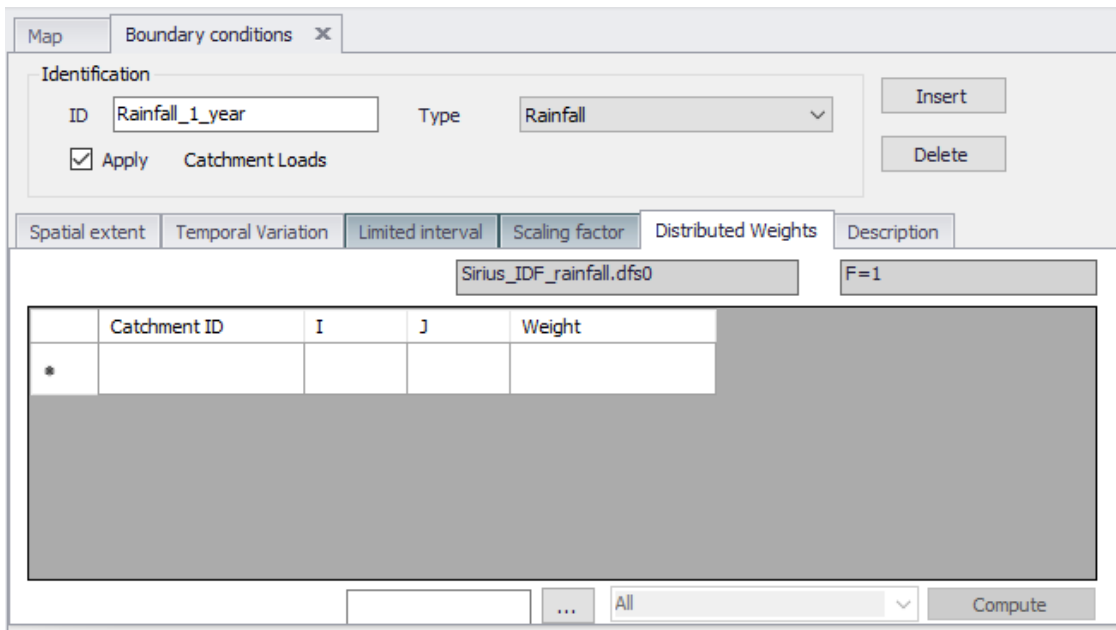 Map Boundary conditions
Identification
ID Rainfall_1_year Type Rainfall Insert
Apply Catchment Loads Delete
Spatial extent Temporal Variation Limited interval Scaling factor Distributed Weights Description
Sirius_IDF_rainfall.dfs0 F=1
Catchment ID I J Weight
*
... All Compute